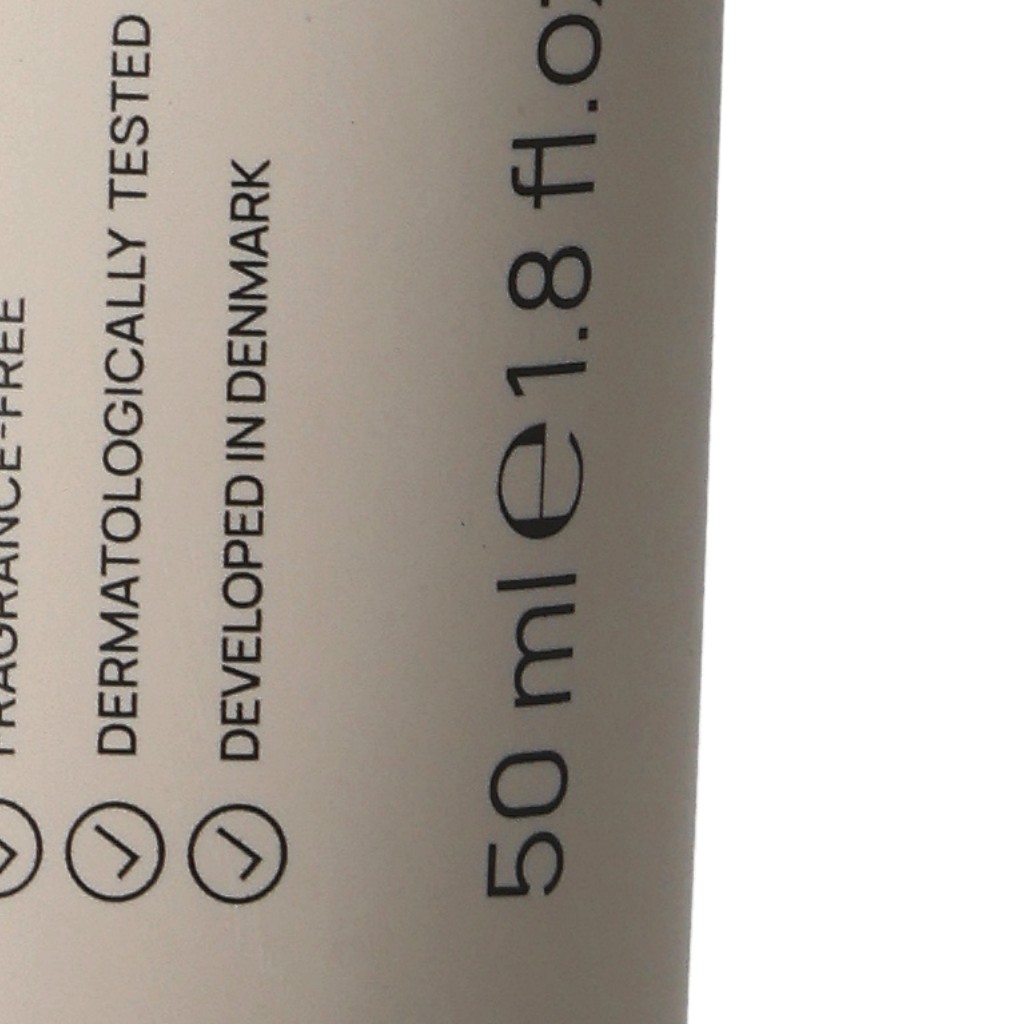 FRAGRANCE-FREE
DERMATOLOGICALLY TESTED
DEVELOPED IN DENMARK
50 ml ℮ 1.8 fl.oz